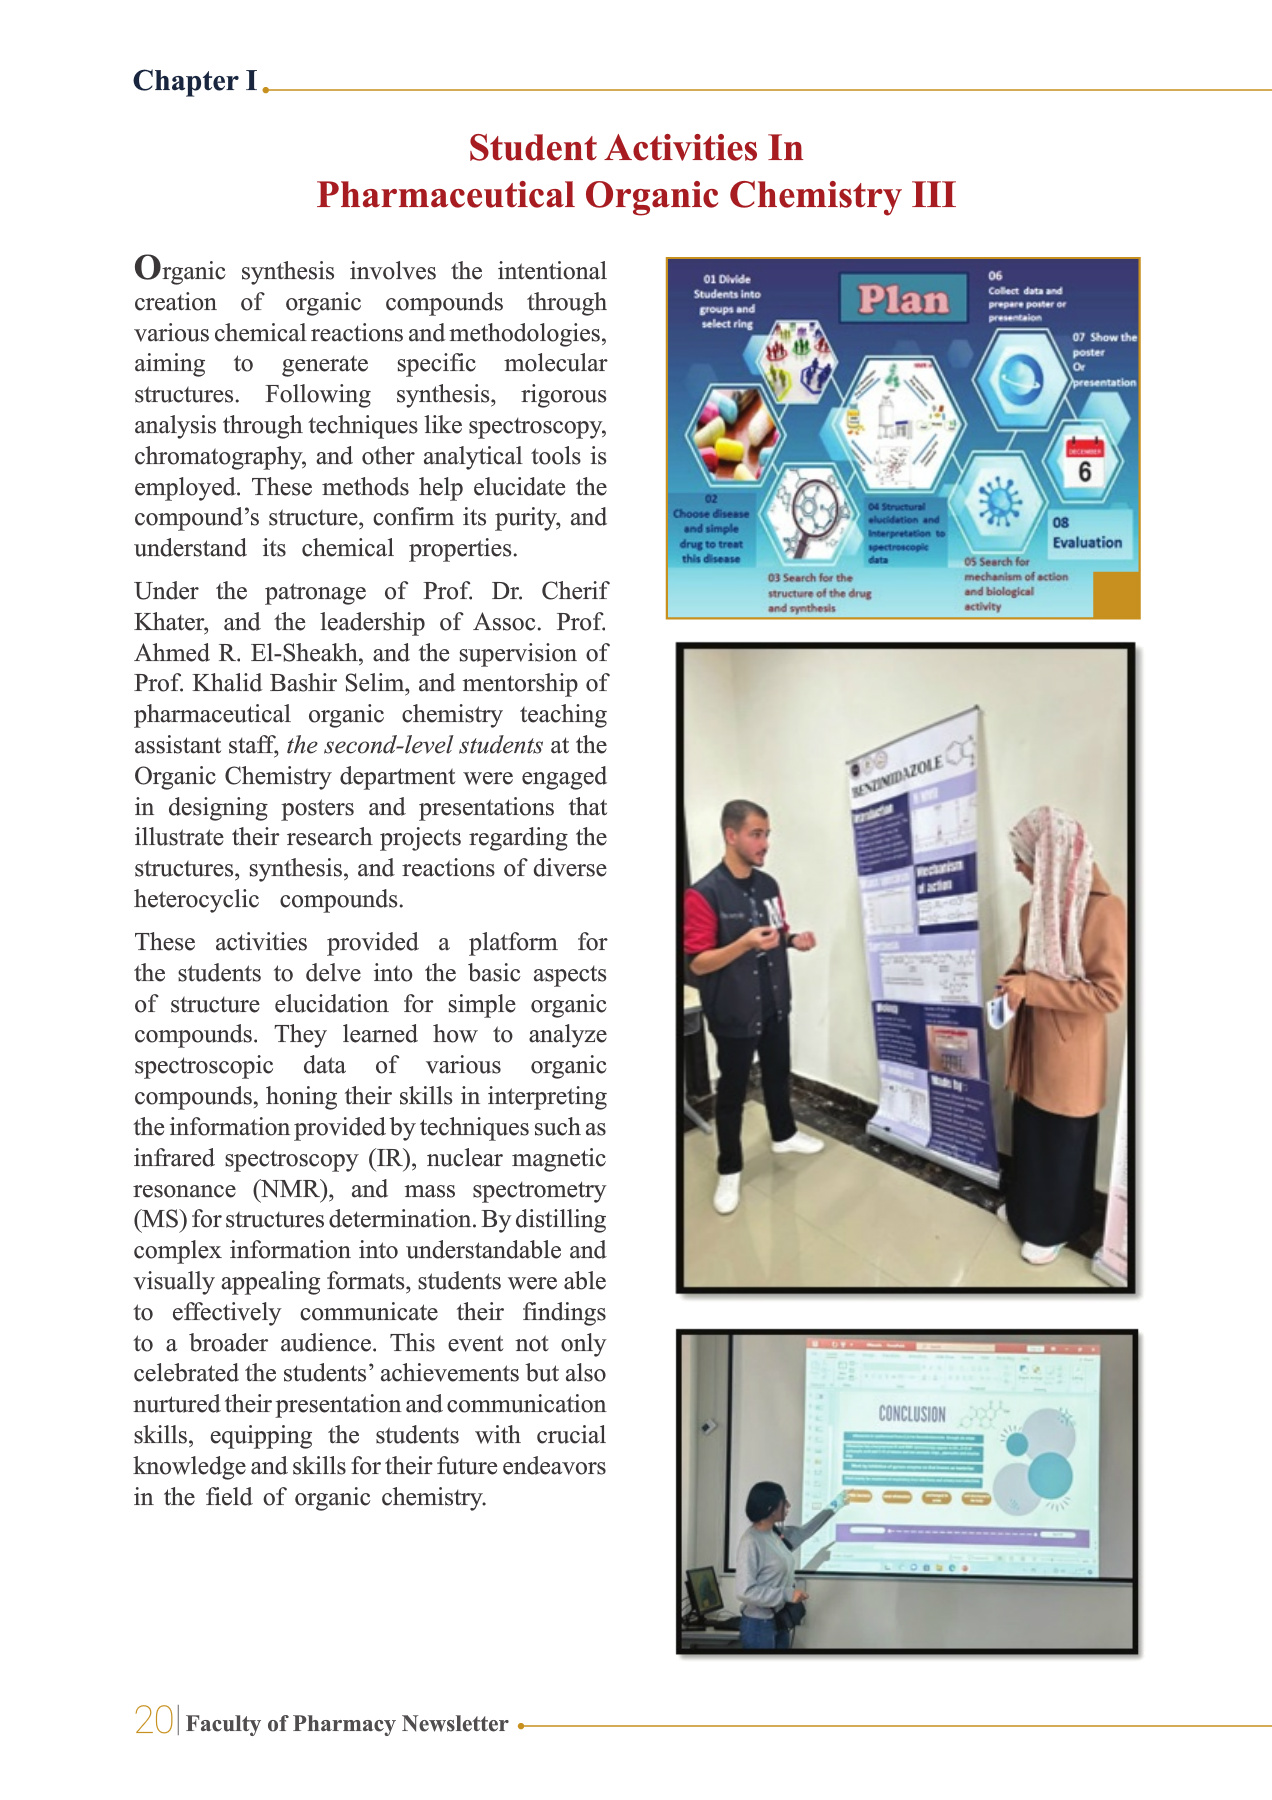 Chapter I
Student Activities In
Pharmaceutical Organic Chemistry III
Organic synthesis involves the intentional
creation of organic compounds through
various chemical reactions and methodologies,
aiming to generate specific molecular
structures. Following synthesis, rigorous
analysis through techniques like spectroscopy,
chromatography, and other analytical tools is
employed. These methods help elucidate the
compound’s structure, confirm its purity, and
understand its chemical properties.
Under the patronage of Prof. Dr. Cherif
Khater, and the leadership of Assoc. Prof.
Ahmed R. El-Sheakh, and the supervision of
Prof. Khalid Bashir Selim, and mentorship of
pharmaceutical organic chemistry teaching
assistant staff, the second-level students at the
Organic Chemistry department were engaged
in designing posters and presentations that
illustrate their research projects regarding the
structures, synthesis, and reactions of diverse
heterocyclic compounds.
These activities provided a platform for
the students to delve into the basic aspects
of structure elucidation for simple organic
compounds. They learned how to analyze
spectroscopic data of various organic
compounds, honing their skills in interpreting
the information provided by techniques such as
infrared spectroscopy (IR), nuclear magnetic
resonance (NMR), and mass spectrometry
(MS) for structures determination. By distilling
complex information into understandable and
visually appealing formats, students were able
to effectively communicate their findings
to a broader audience. This event not only
celebrated the students’ achievements but also
nurtured their presentation and communication
skills, equipping the students with crucial
knowledge and skills for their future endeavors
in the field of organic chemistry.
Plan
01 Divide
Students into
groups and
select ring
02
Choose disease
and simple
drug to treat
this disease
03 Search for the
structure of the drug
and synthesis
04 Structural
elucidation and
Interpretation to
spectroscopic
data
05 Search for
mechanism of action
and biological
activity
06
Collect data and
prepare poster or
presentaion
07 Show the
poster
Or
presentation
DECEMBER
6
08
Evaluation
BENZIMIDAZOLE
Introduction
Mechanism
of action
Made by:
CONCLUSION
20 Faculty of Pharmacy Newsletter